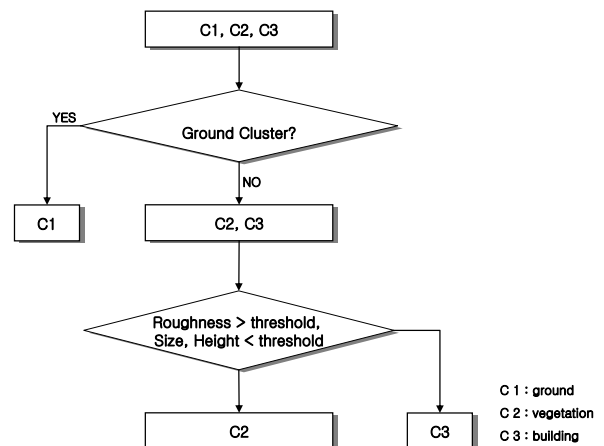 C1, C2, C3
YES
Ground Cluster?
NO
C1
C2, C3
Roughness > threshold,
Size, Height < threshold
C2
C3
C 1 : ground
C 2 : vegetation
C 3 : building